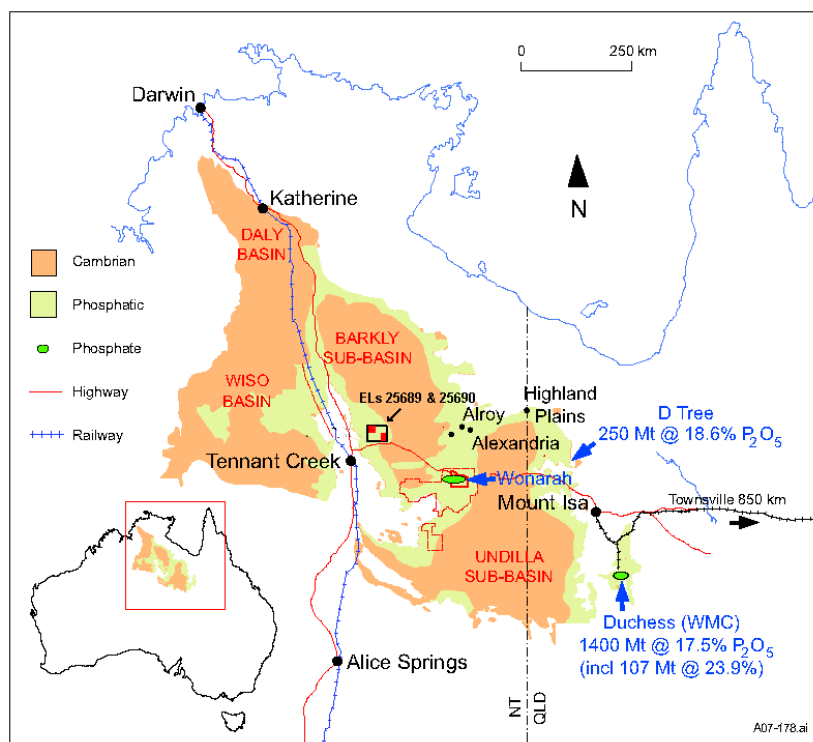 0 250 km
Darwin
N
Katherine
DALY
BASIN
Cambrian
Phosphatic
Phosphate
Highway
Railway
BARKLY
SUB-BASIN
WISO
BASIN
ELs 25689 & 25690
Highland
Plains
Alroy
Alexandria
D Tree
250 Mt @ 18.6% P₂O₅
Tennant Creek
Wonarah
Mount Isa
Townsville 850 km
UNDILLA
SUB-BASIN
Duchess (WMC)
1400 Mt @ 17.5% P₂O₅
(incl 107 Mt @ 23.9%)
Alice Springs
NT
QLD
A07-178.ai